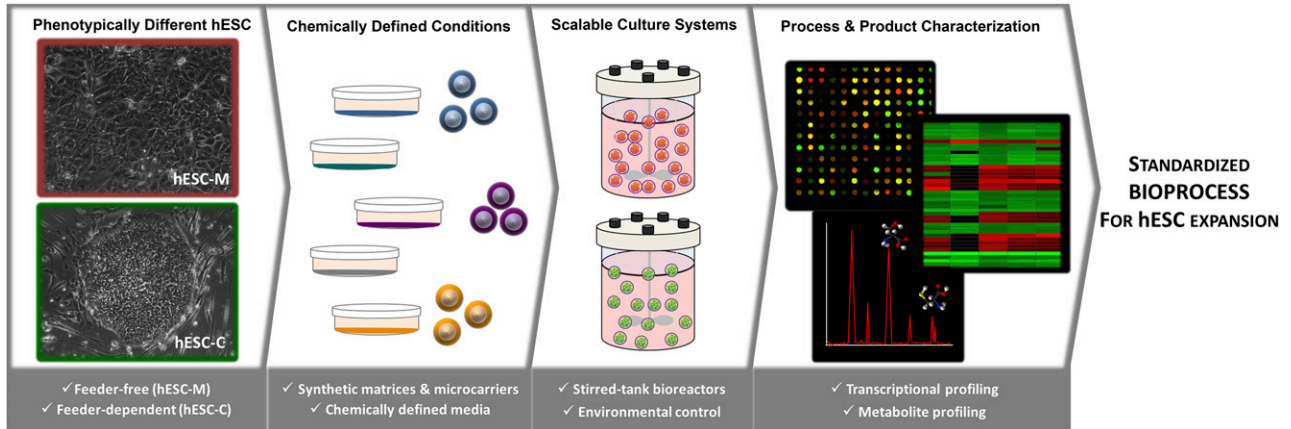 Phenotypically Different hESC
hESC-M
hESC-C
✓ Feeder-free (hESC-M)
✓ Feeder-dependent (hESC-C)
Chemically Defined Conditions
✓ Synthetic matrices & microcarriers
✓ Chemically defined media
Scalable Culture Systems
✓ Stirred-tank bioreactors
✓ Environmental control
Process & Product Characterization
✓ Transcriptional profiling
✓ Metabolite profiling
STANDARDIZED
BIOPROCESS
FOR hESC EXPANSION